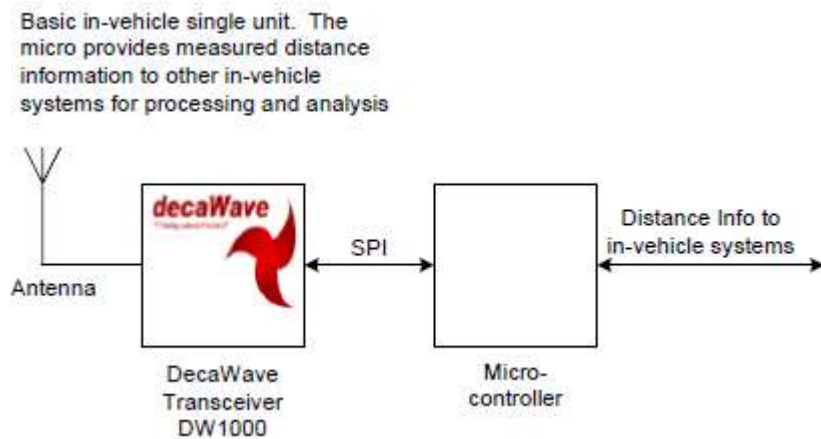 Basic in-vehicle single unit.  The
micro provides measured distance
information to other in-vehicle
systems for processing and analysis
decaWave
SPI
Distance Info to
in-vehicle systems
Antenna
DecaWave
Transceiver
DW1000
Micro-
controller